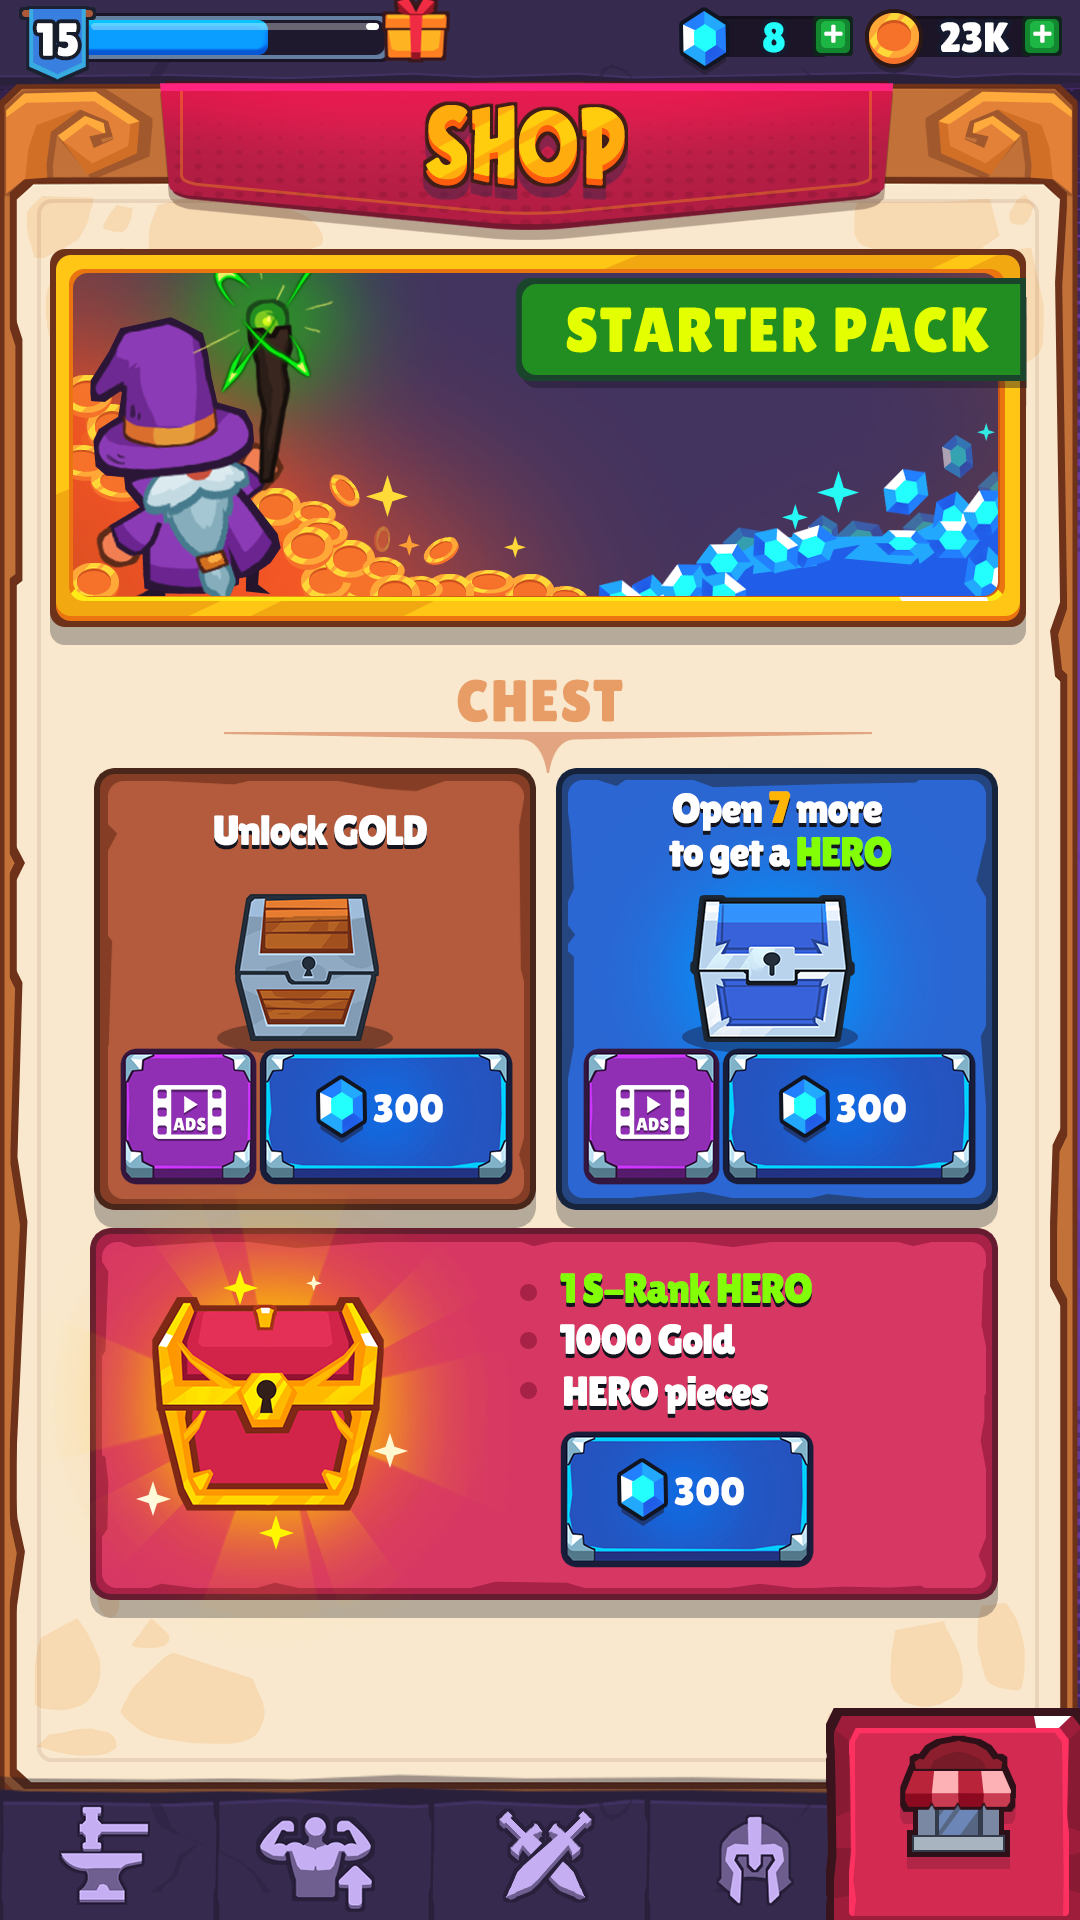 15
8
23K
SHOP
STARTER PACK
CHEST
Unlock GOLD
ADS
300
Open 7 more
to get a HERO
ADS
300
1 S-Rank HERO
1000 Gold
HERO pieces
300